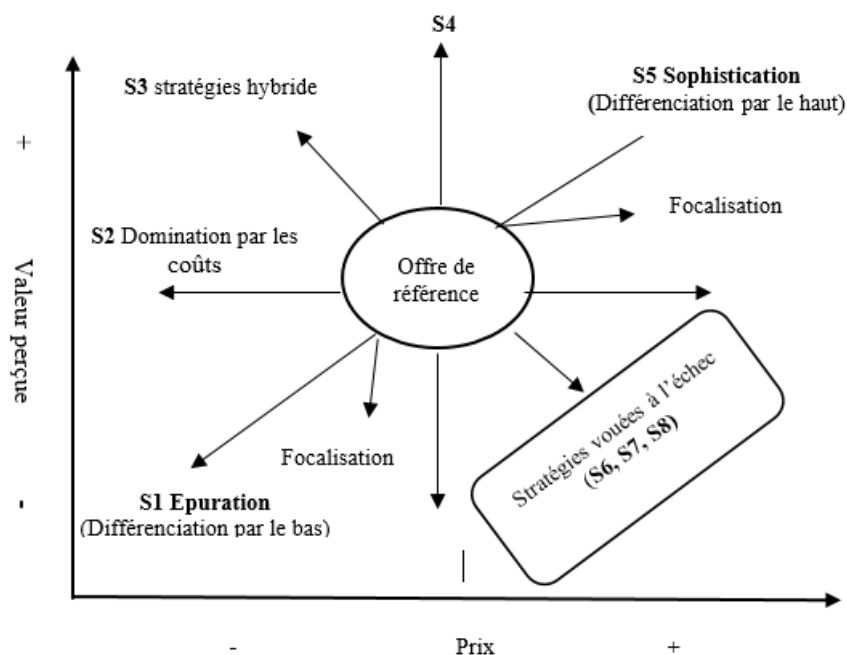 S4
S3 stratégies hybride
S5 Sophistication
(Différenciation par le haut)
+
Focalisation
S2 Domination par les
coûts
Offre de
référence
Valeur perçue
Stratégies vouées à l'échec
(S6, S7, S8)
Focalisation
-
S1 Epuration
(Différenciation par le bas)
-
Prix
+